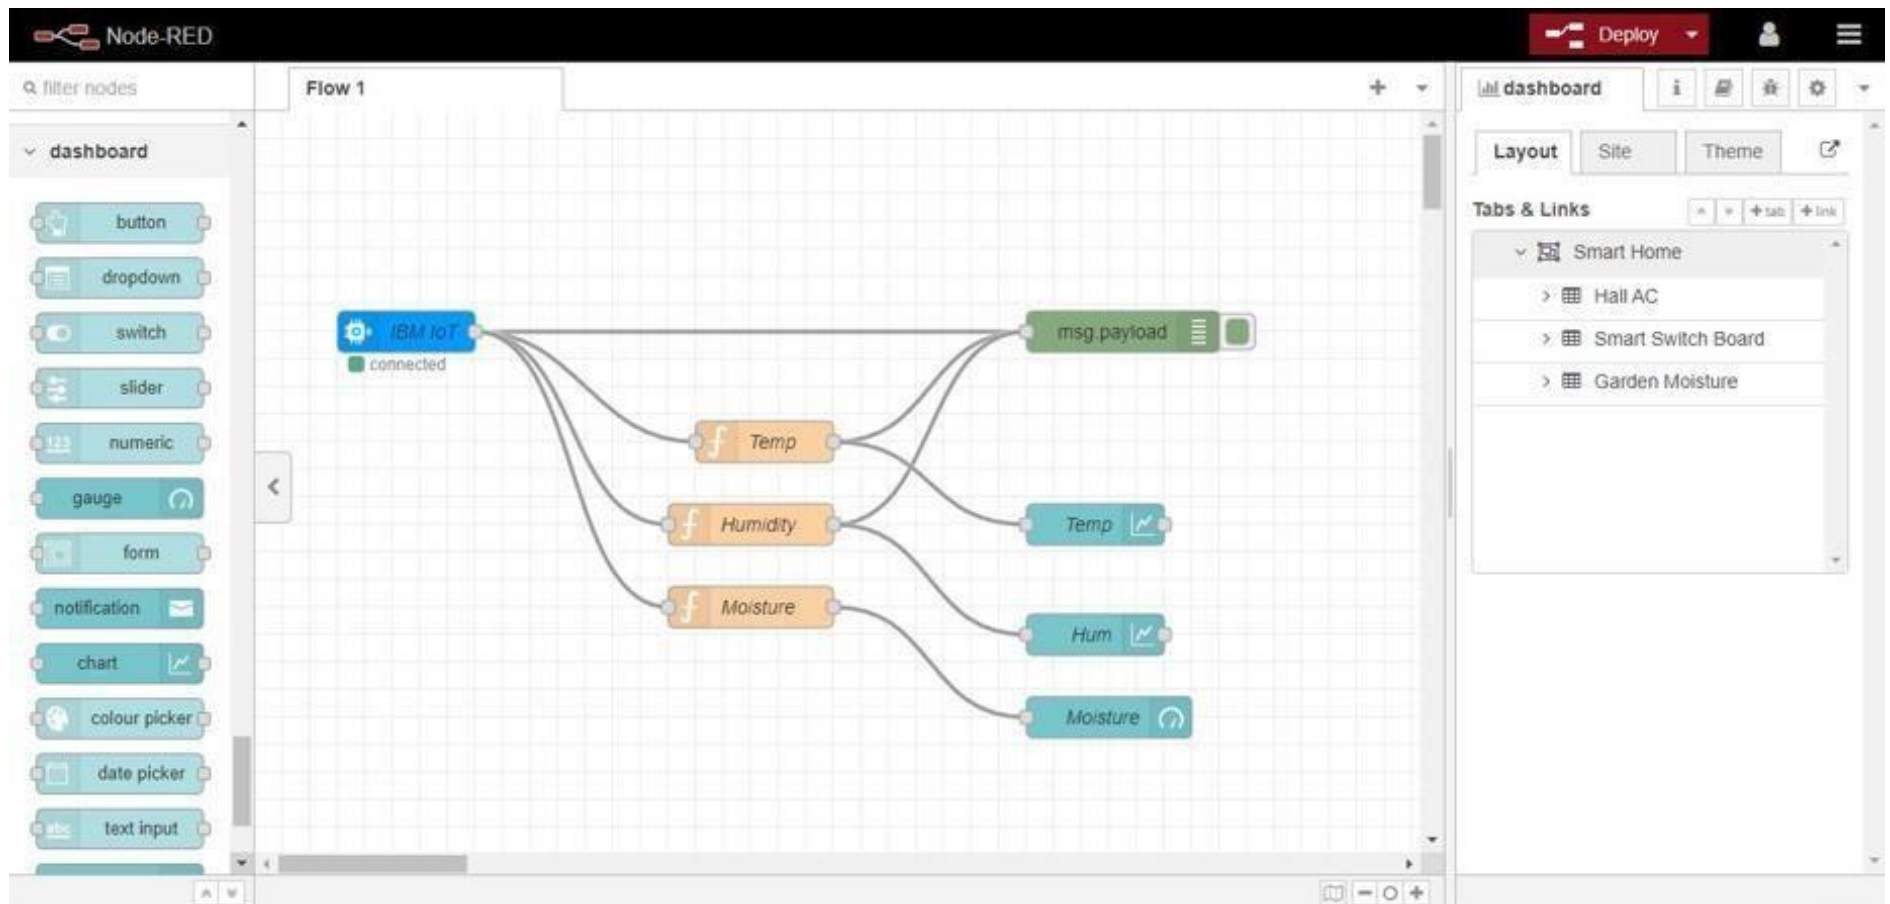 Node-RED
Deploy
filter nodes
Flow 1
dashboard
dashboard
button
dropdown
switch
slider
123 numeric
gauge
form
notification
chart
colour picker
date picker
abc text input
IBM IoT
connected
msg.payload
Temp
Humidity
Moisture
Temp
Hum
Moisture
Layout
Site
Theme
Tabs & Links
+ tab
+ link
Smart Home
Hall AC
Smart Switch Board
Garden Moisture